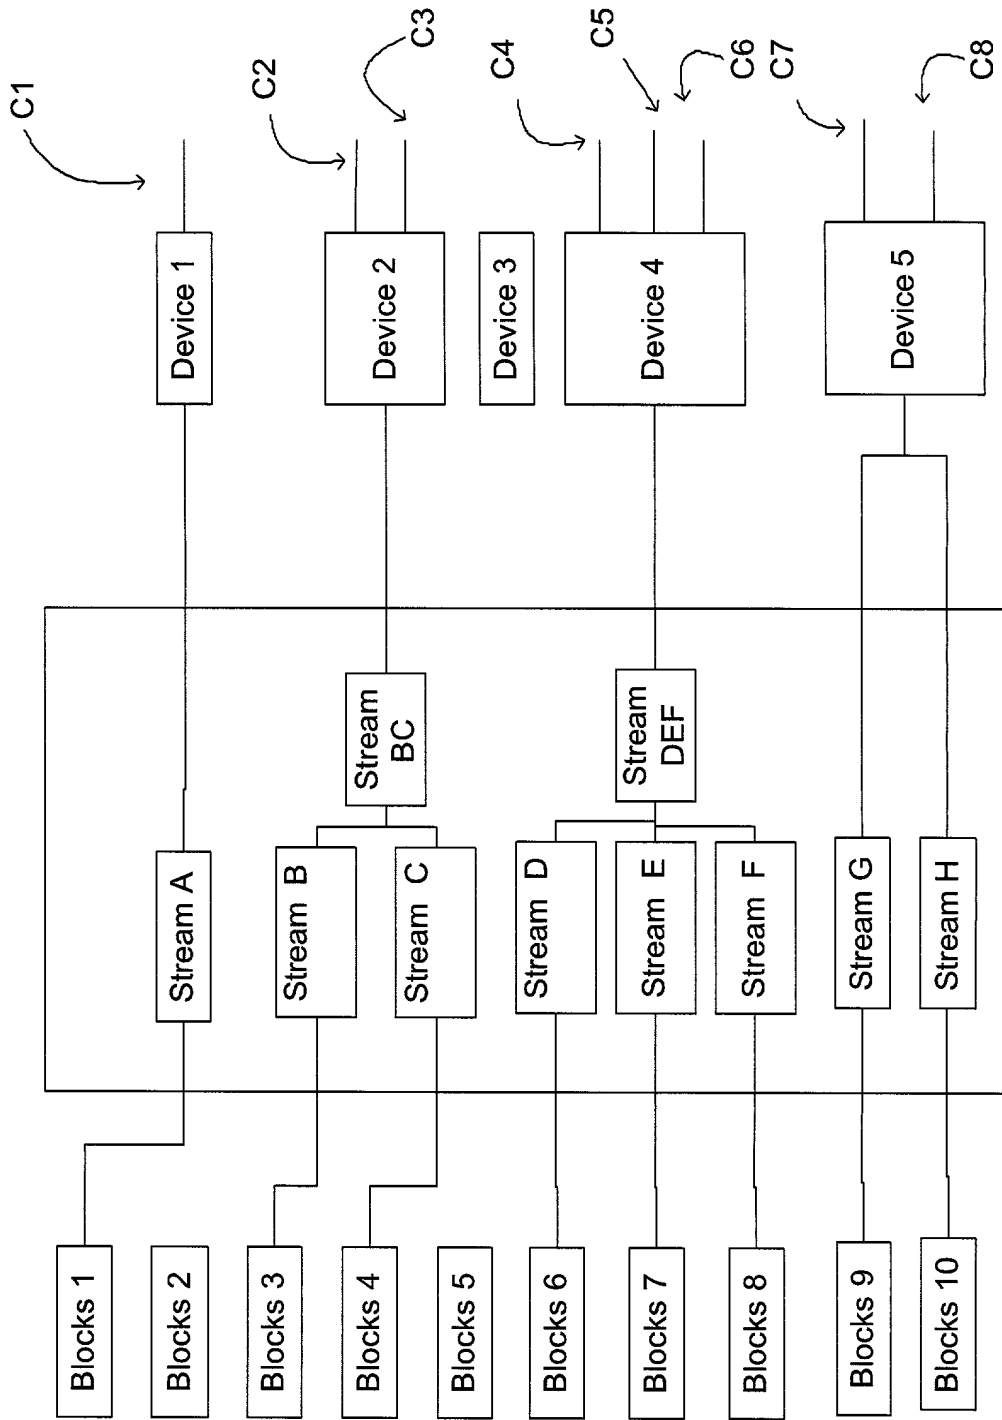 C1
C2
C3
C4
C5
C6
C7
C8
Device 1
Device 2
Device 3
Device 4
Device 5
Stream
BC
Stream
DEF
Stream A
Stream B
Stream C
Stream D
Stream E
Stream F
Stream G
Stream H
Blocks 1
Blocks 2
Blocks 3
Blocks 4
Blocks 5
Blocks 6
Blocks 7
Blocks 8
Blocks 9
Blocks 10